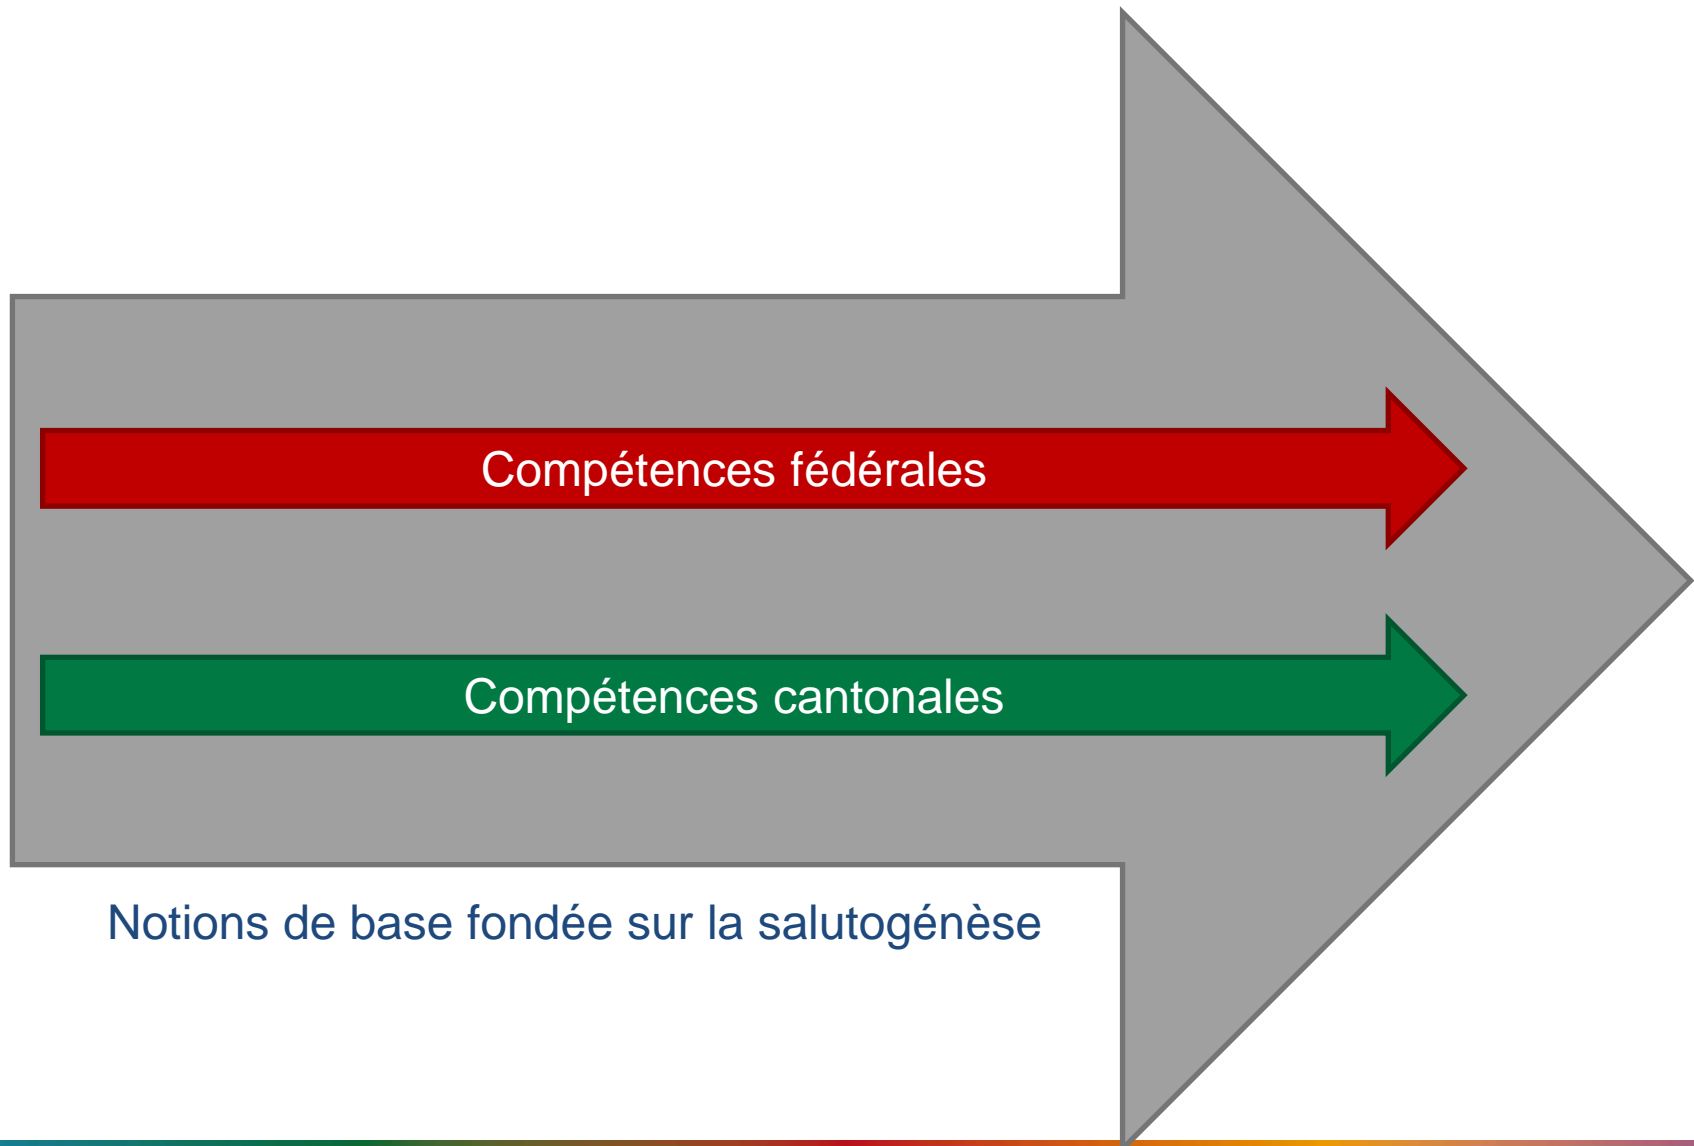 Compétences fédérales
Compétences cantonales
Notions de base fondée sur la salutogénèse